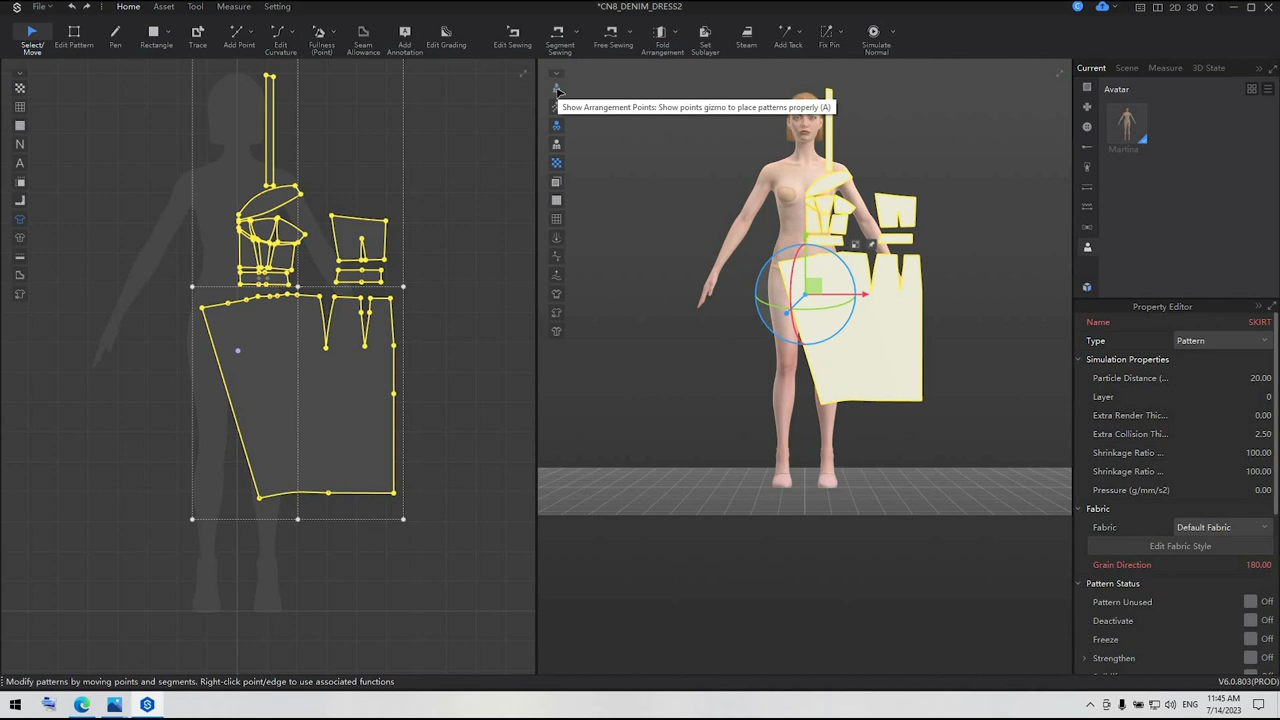 File
Home
Asset
Tool
Measure
Setting
*CN8_DENIM_DRESS2
2D
3D
Select/
Move
Edit Pattern
Pen
Rectangle
Trace
Add Point
Edit
Curvature
Fullness
(Point)
Seam
Allowance
Add
Annotation
Edit Grading
Edit Sewing
Segment
Sewing
Free Sewing
Fold
Arrangement
Set
Sublayer
Steam
Add Tack
Fix Pin
Simulate
Normal
Current
Scene
Measure
3D State
Show Arrangement Points: Show points gizmo to place patterns properly (A)
Avatar
Martina
Property Editor
Name
SKIRT
Type
Pattern
Simulation Properties
Particle Distance (...
20.00
Layer
0
Extra Render Thic...
0.00
Extra Collision Thi...
2.50
Shrinkage Ratio ...
100.00
Shrinkage Ratio ...
100.00
Pressure (g/mm/s2)
0.00
Fabric
Fabric
Default Fabric
Edit Fabric Style
Grain Direction
180.00
Pattern Status
Pattern Unused
Off
Deactivate
Off
Freeze
Off
Strengthen
Off
Modify patterns by moving points and segments. Right-click point/edge to use associated functions
V6.0.803(PROD)
ENG
11:45 AM
7/14/2023